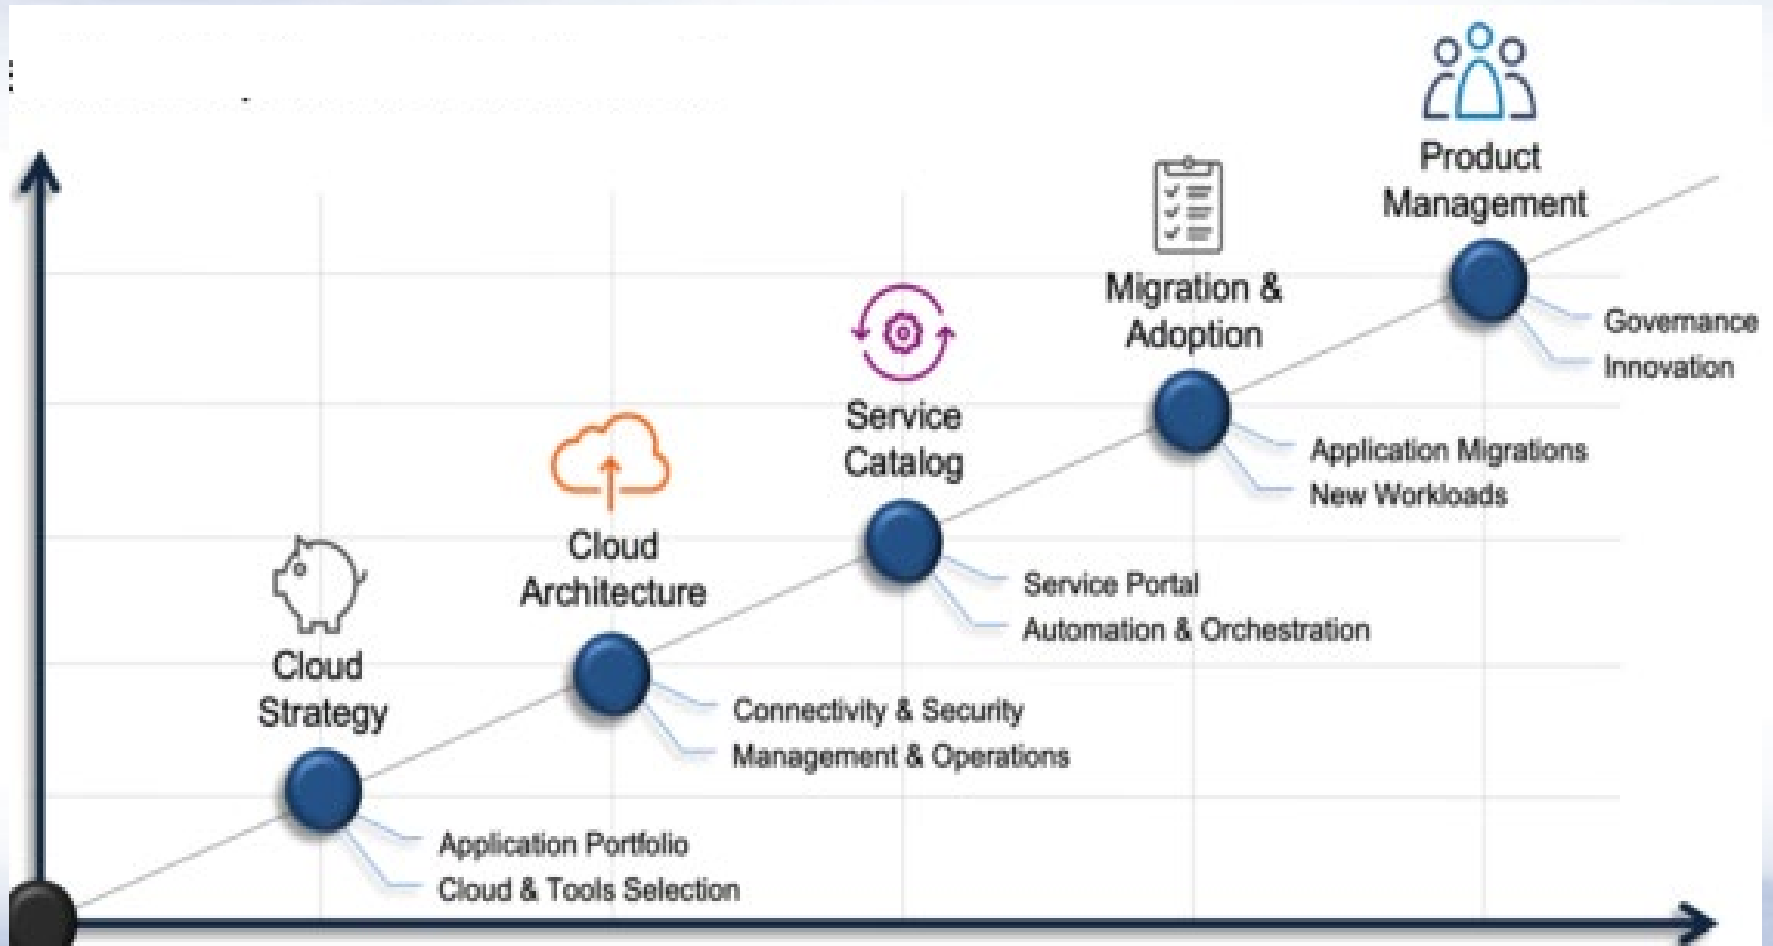 Product
Management
Governance
Innovation
Migration &
Adoption
Application Migrations
New Workloads
Service
Catalog
Service Portal
Automation & Orchestration
Cloud
Architecture
Connectivity & Security
Management & Operations
Cloud
Strategy
Application Portfolio
Cloud & Tools Selection